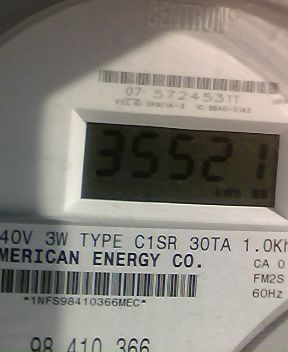 CENTRON®
07 57245311
35521
kWh
40V 3W TYPE C1SR 30TA 1.0Kh
MERICAN ENERGY CO.
CA 0
FM2S
60Hz
*1NFS98410366MEC*
98 410 366